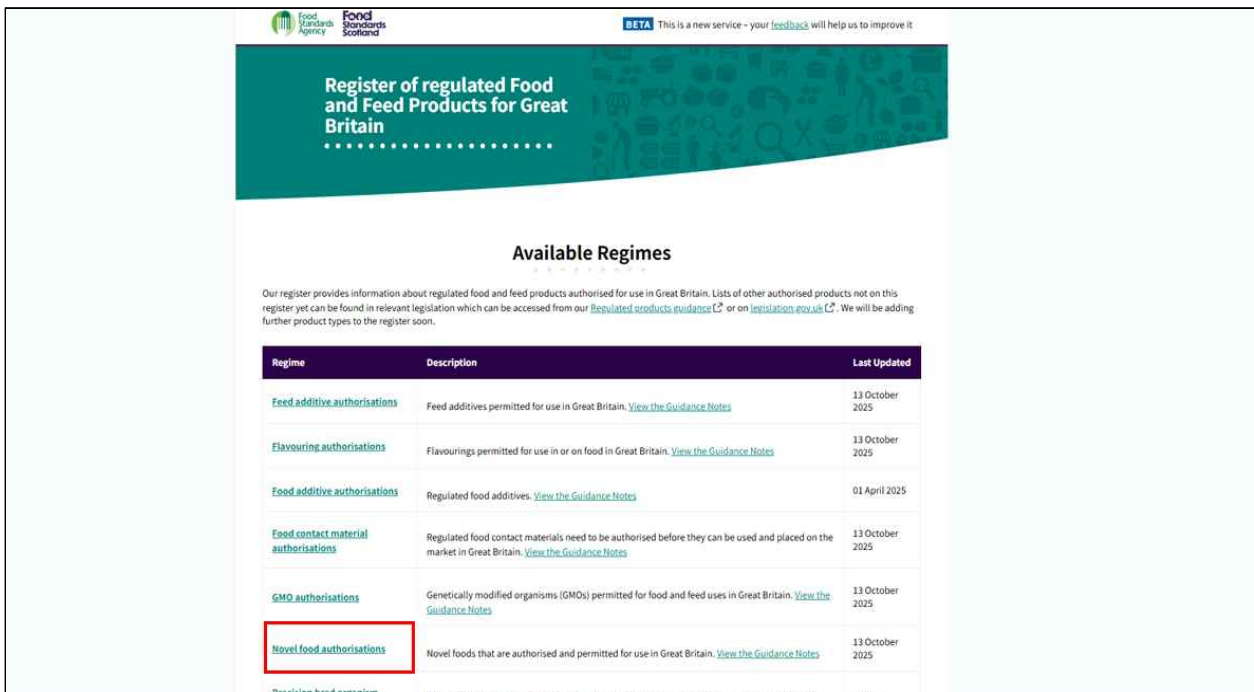 Food
Standards
Agency
Food
Standards
Scotland
BETA This is a new service – your feedback will help us to improve it
Register of regulated Food
and Feed Products for Great
Britain
Available Regimes
Our register provides information about regulated food and feed products authorised for use in Great Britain. Lists of other authorised products not on this
register yet can be found in relevant legislation which can be accessed from our Regulated products guidance or on legislation.gov.uk . We will be adding
further product types to the register soon.
Regime Description Last Updated
Feed additive authorisations Feed additives permitted for use in Great Britain. View the Guidance Notes 13 October
2025
Flavouring authorisations Flavourings permitted for use in or on food in Great Britain. View the Guidance Notes 13 October
2025
Food additive authorisations Regulated food additives. View the Guidance Notes 01 April 2025
Food contact material
authorisations
Regulated food contact materials need to be authorised before they can be used and placed on the
market in Great Britain. View the Guidance Notes
13 October
2025
GMO authorisations
Genetically modified organisms (GMOs) permitted for food and feed uses in Great Britain. View the
Guidance Notes
13 October
2025
Novel food authorisations Novel foods that are authorised and permitted for use in Great Britain. View the Guidance Notes 13 October
2025